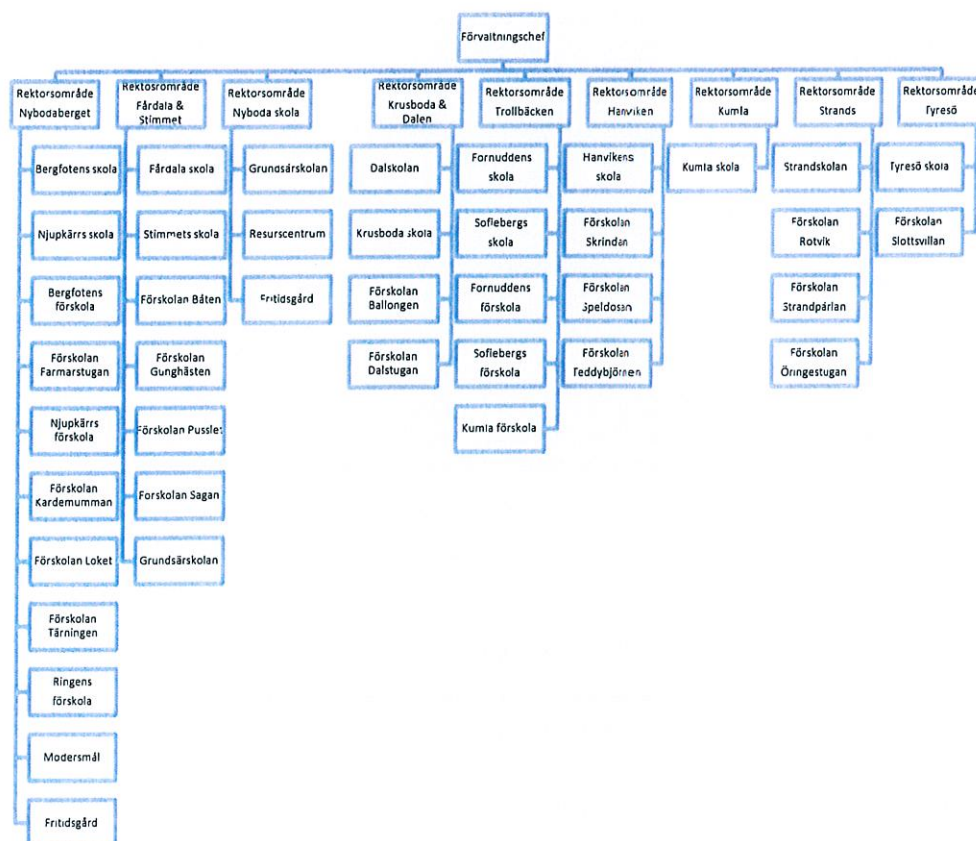 Förvaltningschef
Rektorsområde
Nybodaberget
Rektorsområde
Fårdala &
Stimmet
Rektorsområde
Nyboda skola
Rektorsområde
Krusboda &
Dalen
Rektorsområde
Trollbäcken
Rektorsområde
Hanviken
Rektorsområde
Kumla
Rektorsområde
Strands
Rektorsområde
Tyresö
Bergfotens skola
Njupkärrs skola
Bergfotens
förskola
Förskolan
Farmarstugan
Njupkärrs
förskola
Förskolan
Kardemumman
Förskolan Loket
Förskolan
Tärningen
Ringens
förskola
Modersmål
Fritidsgård
Fårdala skola
Stimmets skola
Förskolan Båten
Förskolan
Gunghästen
Förskolan Pusslet
Förskolan Sagan
Grundsärskolan
Grundsärskolan
Resurscentrum
Fritidsgård
Dalskolan
Krusboda skola
Förskolan
Ballongen
Förskolan
Dalstugan
Fornuddens
skola
Sofiebergs
skola
Fornuddens
förskola
Sofiebergs
förskola
Kumla förskola
Hanvikens
skola
Förskolan
Skrindan
Förskolan
Speldosan
Förskolan
Teddybjörnen
Kumla skola
Strandskolan
Förskolan
Rotvik
Förskolan
Strandpärlan
Förskolan
Öringestugan
Tyresö skola
Förskolan
Slottsvillan